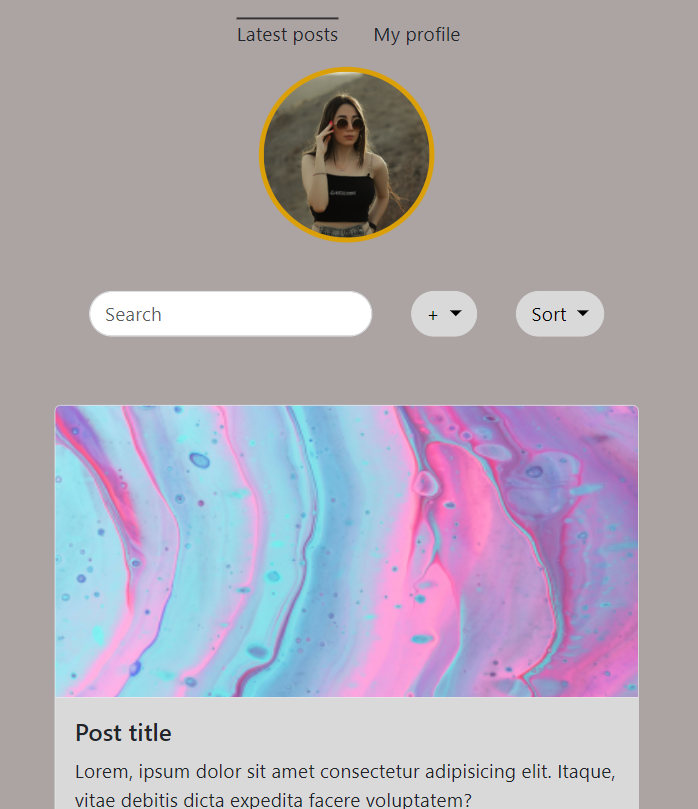 Latest posts
My profile
Search
+
Sort
Post title
Lorem, ipsum dolor sit amet consectetur adipisicing elit. Itaque,
vitae debitis dicta expedita facere voluptatem?